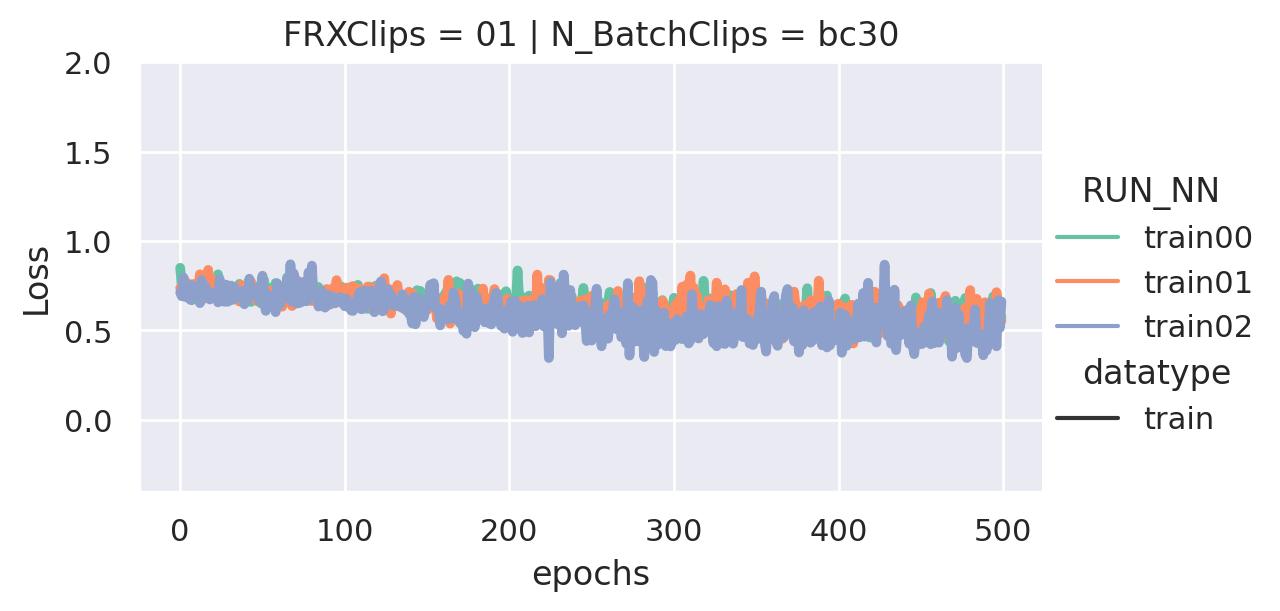 FRXClips = 01 | N_BatchClips = bc30
2.0
1.5
1.0
0.5
0.0
Loss
0 100 200 300 400 500
epochs
RUN_NN
train00
train01
train02
datatype
train